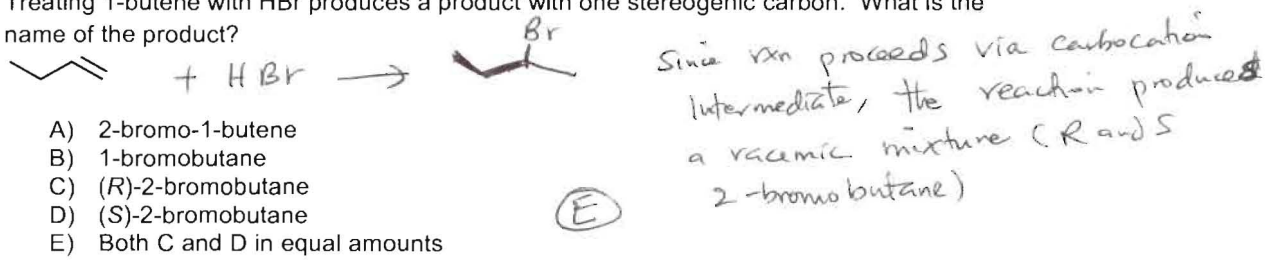 Treating 1-butene with HBr produces a product with one stereogenic carbon. What is the
name of the product?
+ HBr →
Br
Since rxn proceeds via carbocation
Intermediate, the reaction produces
a racemic mixture (R and S
2-bromobutane)
A) 2-bromo-1-butene
B) 1-bromobutane
C) (R)-2-bromobutane
D) (S)-2-bromobutane
E) Both C and D in equal amounts
E